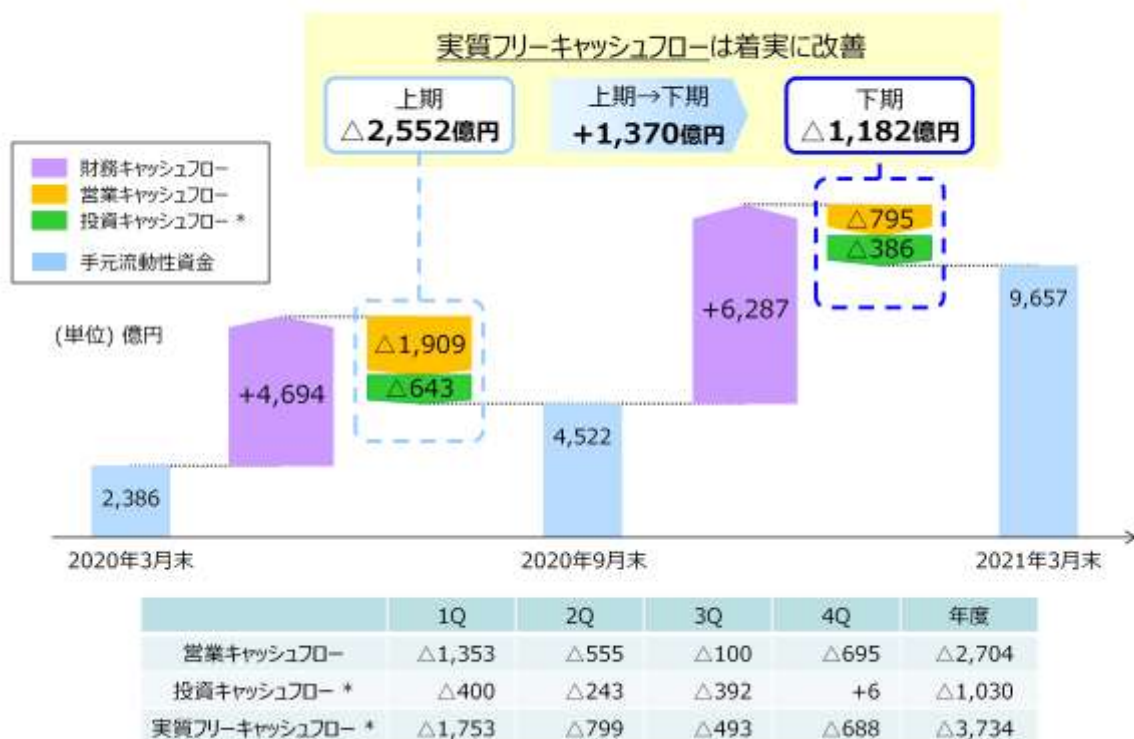 実質フリーキャッシュフローは着実に改善
上期
△2,552億円
上期→下期
+1,370億円
下期
△1,182億円
財務キャッシュフロー
営業キャッシュフロー
投資キャッシュフロー *
手元流動性資金
(単位) 億円
2,386
+4,694
△1,909
△643
4,522
+6,287
△795
△386
9,657
2020年3月末 2020年9月末 2021年3月末
1Q 2Q 3Q 4Q 年度
営業キャッシュフロー △1,353 △555 △100 △695 △2,704
投資キャッシュフロー * △400 △243 △392 +6 △1,030
実質フリーキャッシュフロー * △1,753 △799 △493 △688 △3,734